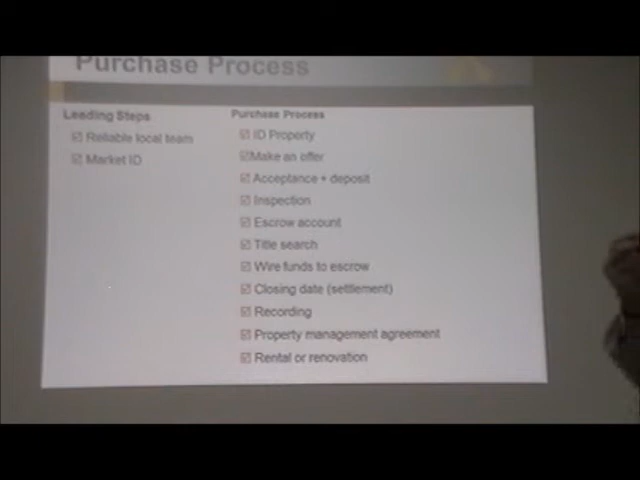 Purchase Process
Leading Steps
☑ Reliable local team
☑ Market ID
Purchase Process
☑ ID Property
☑Make an offer
☑ Acceptance + deposit
☑ Inspection
☑ Escrow account
☑ Title search
☑ Wire funds to escrow
☑ Closing date (settlement)
☑ Recording
☑ Property management agreement
☑ Rental or renovation